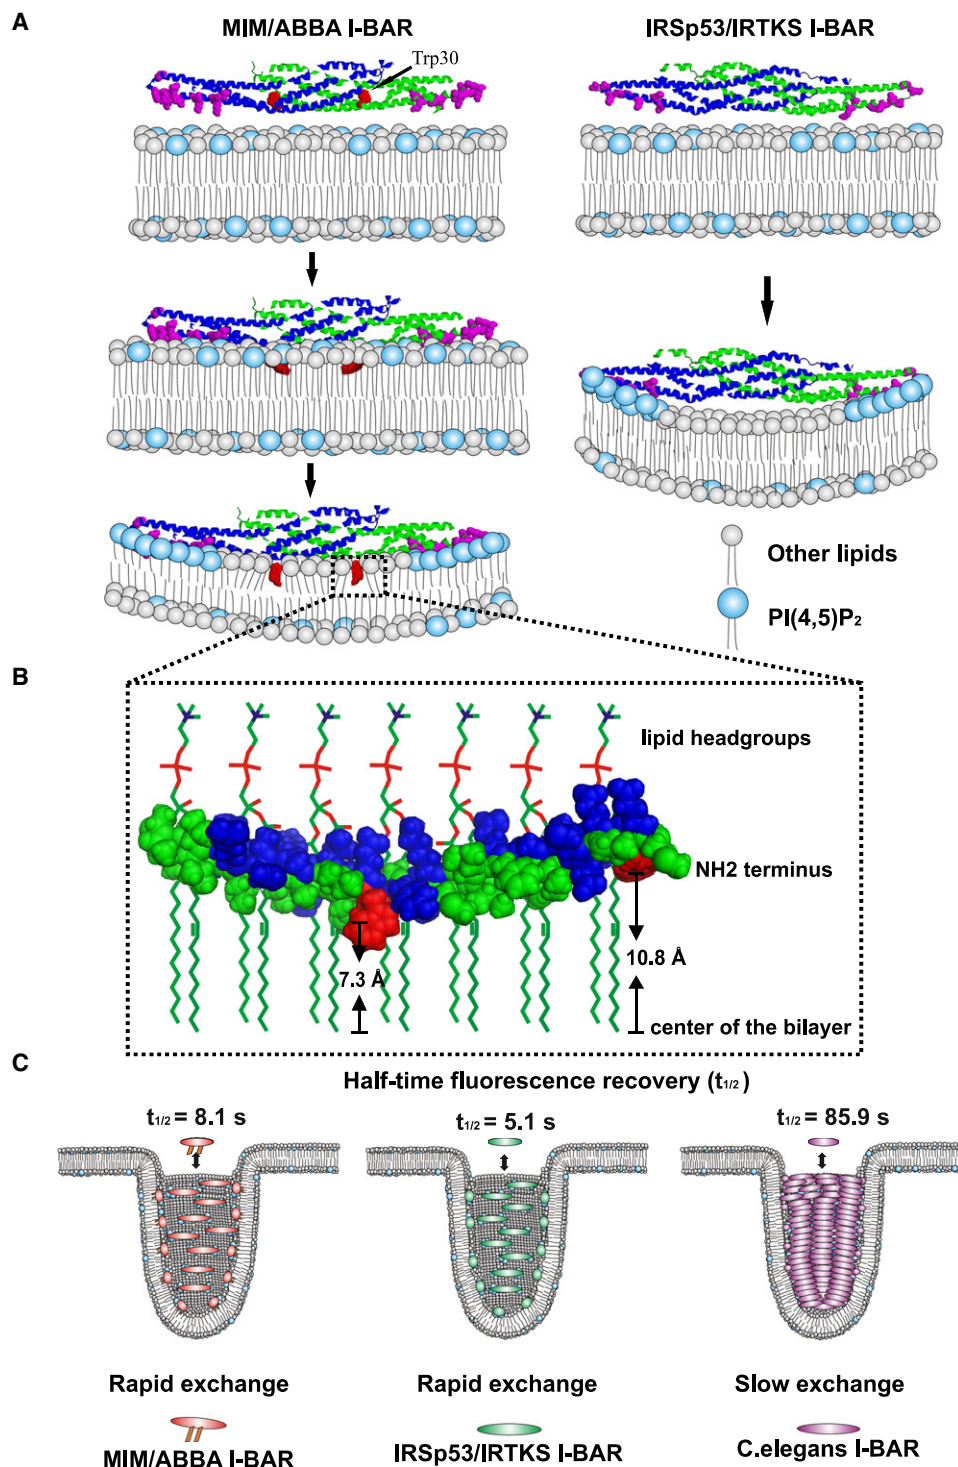 A
MIM/ABBA I-BAR
IRSp53/IRTKS I-BAR
Trp30
Other lipids
PI(4,5)P₂
B
lipid headgroups
NH2 terminus
10.8 Å
7.3 Å
center of the bilayer
C
Half-time fluorescence recovery (t₁/₂)
t₁/₂ = 8.1 s
t₁/₂ = 5.1 s
t₁/₂ = 85.9 s
Rapid exchange
Rapid exchange
Slow exchange
MIM/ABBA I-BAR
IRSp53/IRTKS I-BAR
C.elegans I-BAR